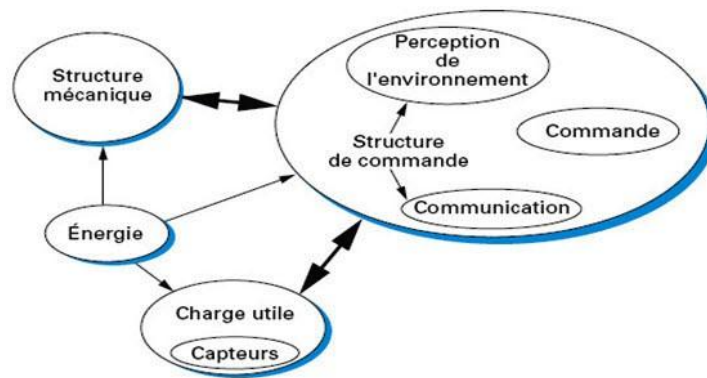 Structure
mécanique
Perception
de
l'environnement
Commande
Structure
de commande
Communication
Énergie
Charge utile
Capteurs